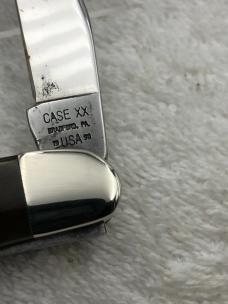 CASE XX
BRADFORD, PA.
USA